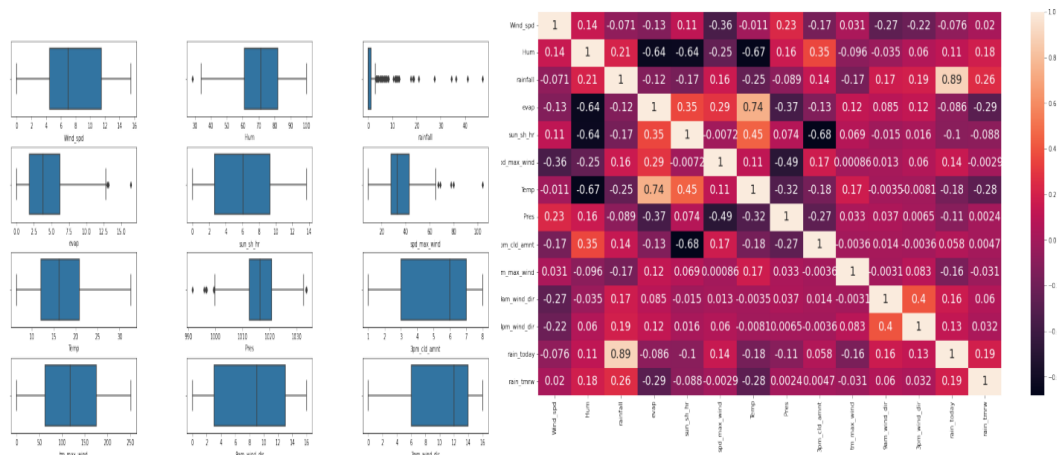 0 2 4 6 8 10 12 14 16
Wind_spd
30 40 50 60 70 80 90 100
Hum
0 10 20 30 40
rainfall
0.0 2.5 5.0 7.5 10.0 12.5 15.0
evap
0 2 4 6 8 10 12 14
sun_sh_hr
0 20 40 60 80 100
spd_max_wind
10 15 20 25 30
Temp
990 1000 1010 1020 1030
Pres
1 2 3 4 5 6 7 8
3pm_cld_amnt
0 50 100 150 200 250
tm_max_wind
0 2 4 6 8 10 12 14 16
9am_wind_dir
0 2 4 6 8 10 12 14 16
3pm_wind_dir
Wind_spd 1 0.14 -0.071 -0.13 0.11 -0.36 -0.011 0.23 -0.17 0.031 -0.27 -0.22 -0.076 0.02
Hum 0.14 1 0.21 -0.64 -0.64 -0.25 -0.67 0.16 0.35 -0.096 -0.035 0.06 0.11 0.18
rainfall -0.071 0.21 1 -0.12 -0.17 0.16 -0.25 -0.089 0.14 -0.17 0.17 0.19 0.89 0.26
evap -0.13 -0.64 -0.12 1 0.35 0.29 0.74 -0.37 -0.13 0.12 0.085 0.12 -0.086 -0.29
sun_sh_hr 0.11 -0.64 -0.17 0.35 1 -0.0072 0.45 0.074 -0.68 0.069 -0.015 0.016 -0.1 -0.088
xd_max_wind -0.36 -0.25 0.16 0.29 -0.0072 1 0.11 -0.49 0.17 0.00086 0.013 0.06 0.14 -0.0029
Temp -0.011 -0.67 -0.25 0.74 0.45 0.11 1 -0.32 -0.18 0.17 -0.0035 -0.0081 -0.18 -0.28
Pres 0.23 0.16 -0.089 -0.37 0.074 -0.49 -0.32 1 -0.27 0.033 0.037 0.0065 -0.11 0.0024
m_cld_amnt -0.17 0.35 0.14 -0.13 -0.68 0.17 -0.18 -0.27 1 -0.0036 0.014 -0.0036 0.058 0.0047
m_max_wind 0.031 -0.096 -0.17 0.12 0.069 0.00086 0.17 0.033 -0.0036 1 -0.0031 0.083 -0.16 -0.031
am_wind_dir -0.27 -0.035 0.17 0.085 -0.015 0.013 -0.0035 0.037 0.014 -0.0031 1 0.4 0.16 0.06
pm_wind_dir -0.22 0.06 0.19 0.12 0.016 0.06 -0.0081 0.0065 -0.0036 0.083 0.4 1 0.13 0.032
rain_today -0.076 0.11 0.89 -0.086 -0.1 0.14 -0.18 -0.11 0.058 -0.16 0.16 0.13 1 0.19
rain_tmrw 0.02 0.18 0.26 -0.29 -0.088 -0.0029 -0.28 0.0024 0.0047 -0.031 0.06 0.032 0.19 1
Wind_spd Hum rainfall evap sun_sh_hr spd_max_wind Temp Pres 3pm_cld_amnt tm_max_wind 9am_wind_dir 3pm_wind_dir rain_today rain_tmrw
1.0
0.8
0.6
0.4
0.2
0.0